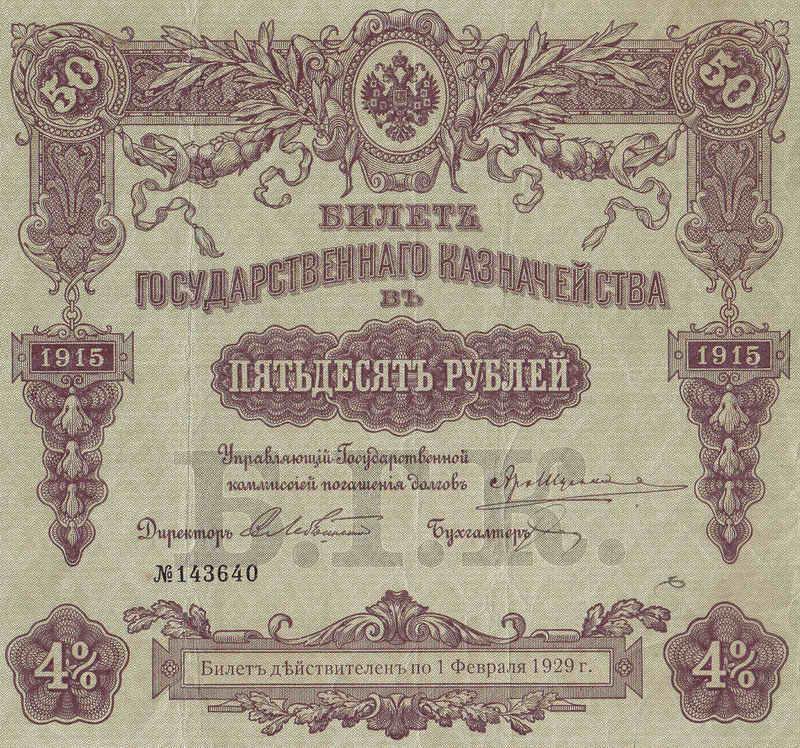 50 50
БИЛЕТЪ
ГОСУДАРСТВЕННАГО КАЗНАЧЕЙСТВА
ВЪ
1915 1915
ПЯТЬДЕСЯТЪ РУБЛЕЙ
Управляющій Государственной
коммиссіей погашенія долговъ
Б.Г.К.
Директоръ Бухгалтеръ
№143640
4% 4%
Билетъ дѣйствителенъ по 1 Февраля 1929 г.